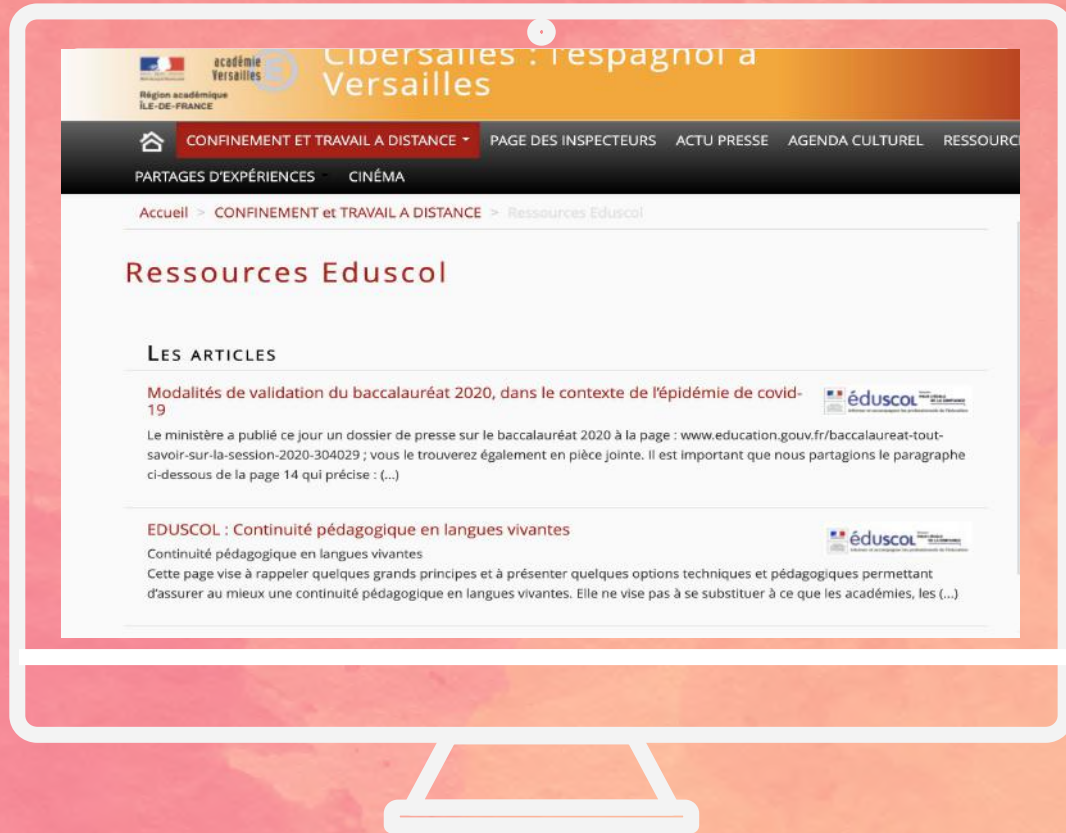 Cibersalles : l'espagnol à
académie
Versailles
Versailles
Région académique
ÎLE-DE-FRANCE
CONFINEMENT ET TRAVAIL A DISTANCE
PAGE DES INSPECTEURS
ACTU PRESSE
AGENDA CULTUREL
RESSOURC
PARTAGES D'EXPÉRIENCES
CINÉMA
Accueil > CONFINEMENT et TRAVAIL A DISTANCE > Ressources Eduscol
Ressources Eduscol
LES ARTICLES
Modalités de validation du baccalauréat 2020, dans le contexte de l'épidémie de covid-
19
éduscol
Le ministère a publié ce jour un dossier de presse sur le baccalauréat 2020 à la page : www.education.gouv.fr/baccalaureat-tout-
savoir-sur-la-session-2020-304029 ; vous le trouverez également en pièce jointe. Il est important que nous partagions le paragraphe
ci-dessous de la page 14 qui précise : (...)
EDUSCOL : Continuité pédagogique en langues vivantes
éduscol
Continuité pédagogique en langues vivantes
Cette page vise à rappeler quelques grands principes et à présenter quelques options techniques et pédagogiques permettant
d'assurer au mieux une continuité pédagogique en langues vivantes. Elle ne vise pas à se substituer à ce que les académies, les (...)